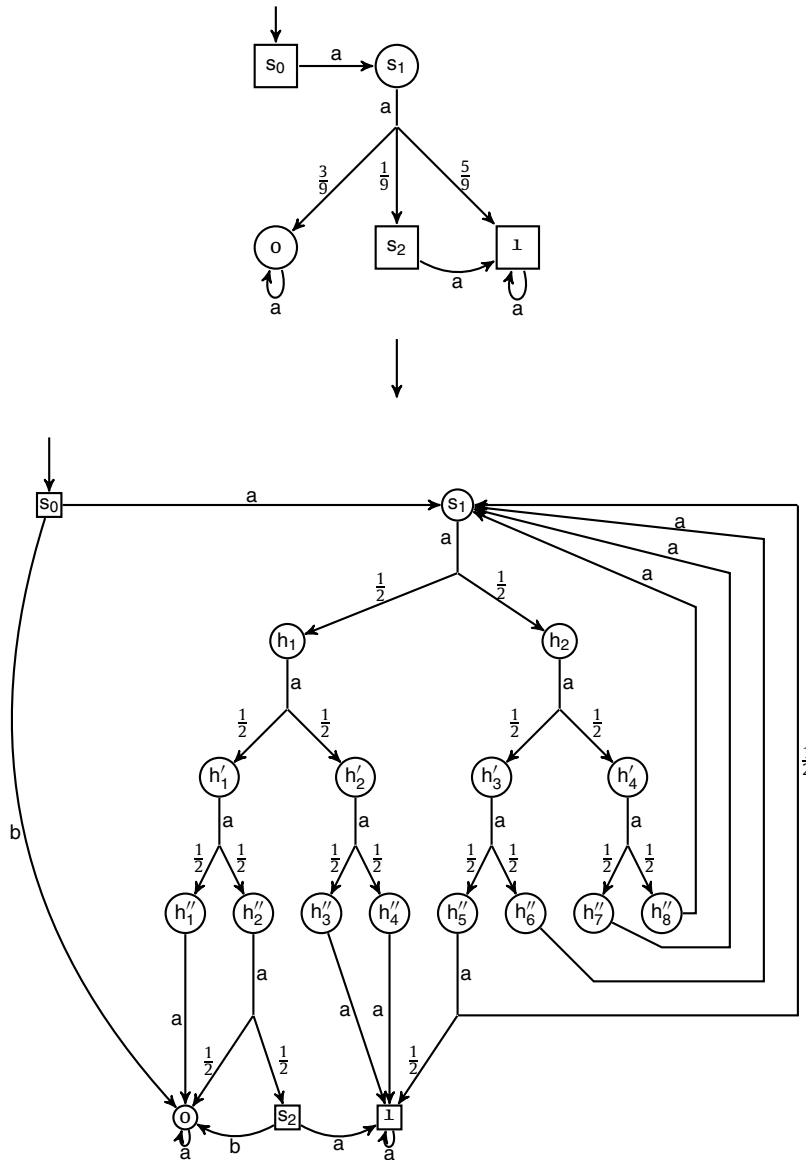 s₀ a s₁
a
3/9 1/9 5/9
0 s₂ 1
a
a a
s₀ a s₁
a
a
a
a
1/2 1/2
h₁ h₂
a a
1/2 1/2 1/2 1/2
1/2
h′₁ h′₂ h′₃ h′₄
a a a a
b
1/2 1/2 1/2 1/2 1/2 1/2 1/2 1/2
h″₁ h″₂ h″₃ h″₄ h″₅ h″₆ h″₇ h″₈
a a
a a a
1/2 1/2 1/2
0 s₂ 1
a b a a